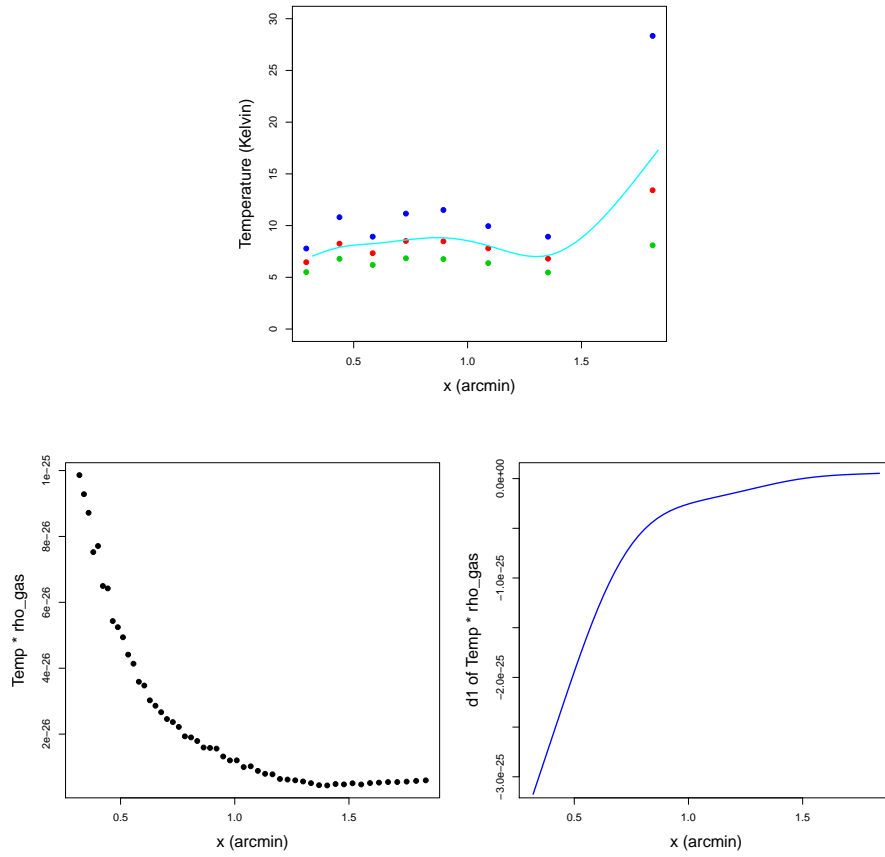 30
25
20
15
10
5
0
Temperature (Kelvin)
0.5 1.0 1.5
x (arcmin)
1e-25
8e-26
6e-26
4e-26
2e-26
Temp * rho_gas
0.5 1.0 1.5
x (arcmin)
0.0e+00
-1.0e-25
-2.0e-25
-3.0e-25
d1 of Temp * rho_gas
0.5 1.0 1.5
x (arcmin)